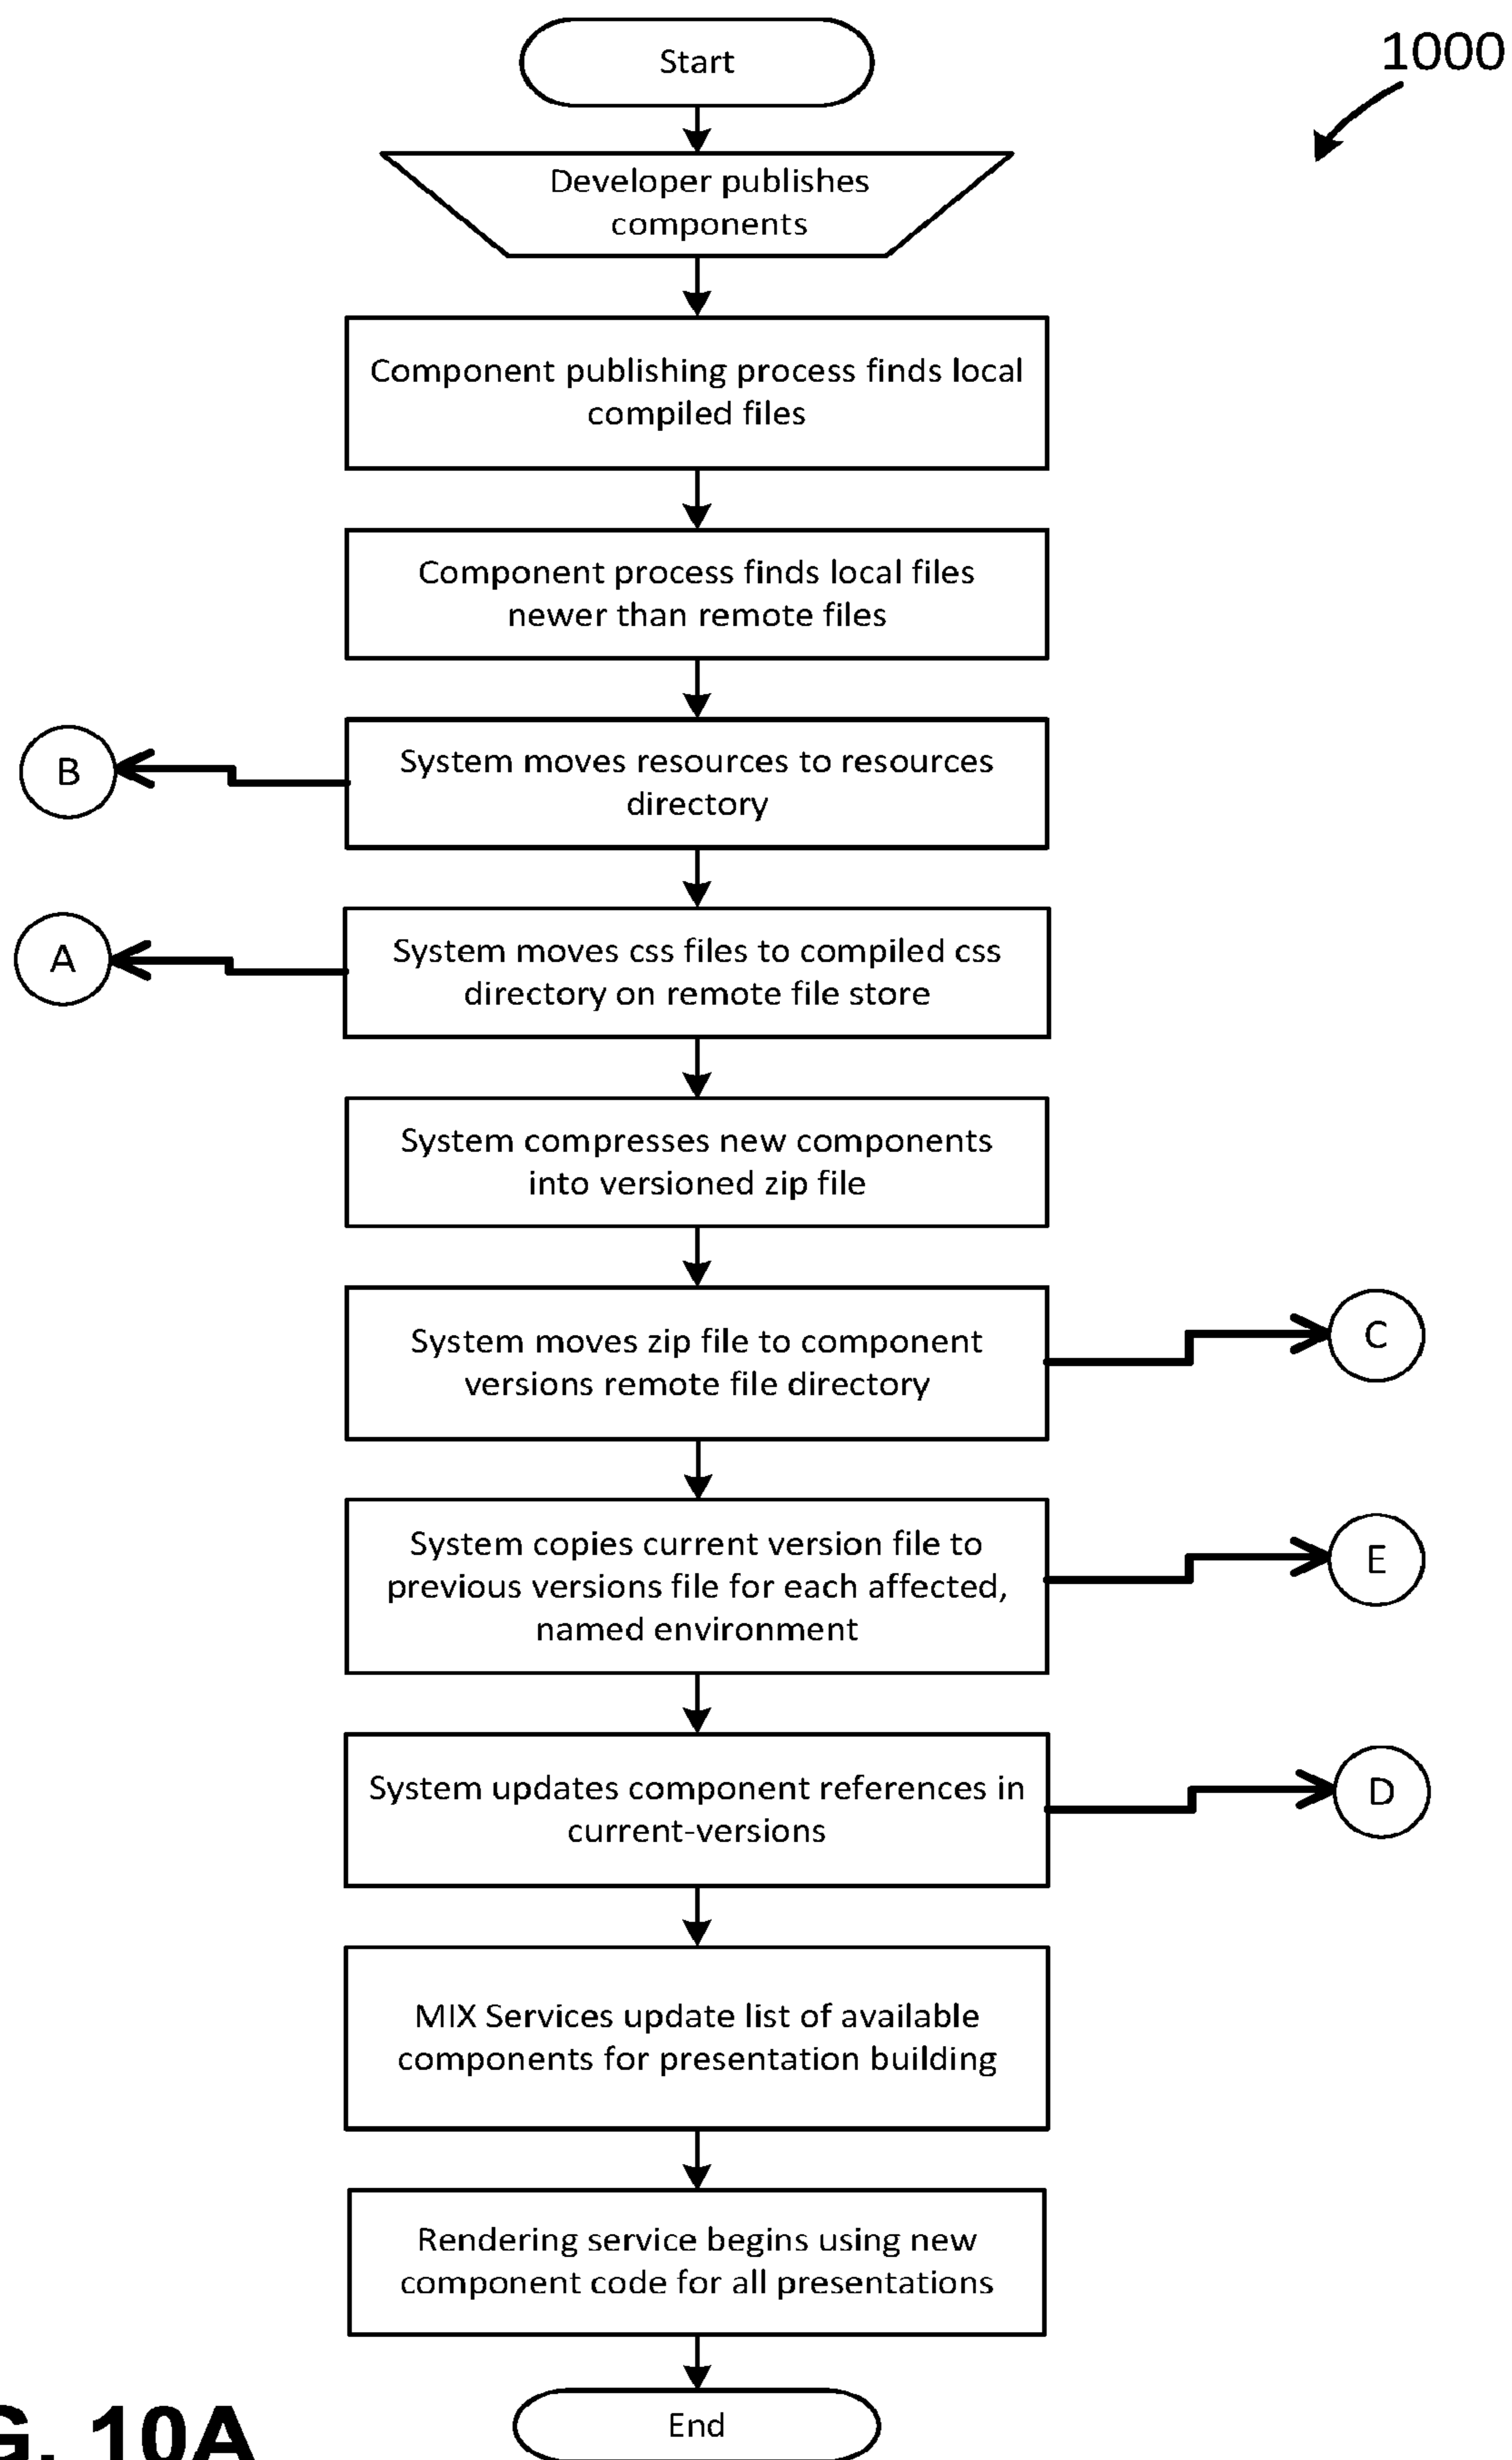 Start
1000
Developer publishes
components
Component publishing process finds local
compiled files
Component process finds local files
newer than remote files
B
System moves resources to resources
directory
A
System moves css files to compiled css
directory on remote file store
System compresses new components
into versioned zip file
System moves zip file to component
versions remote file directory
C
System copies current version file to
previous versions file for each affected,
named environment
E
System updates component references in
current-versions
D
MIX Services update list of available
components for presentation building
Rendering service begins using new
component code for all presentations
End
G. 10A